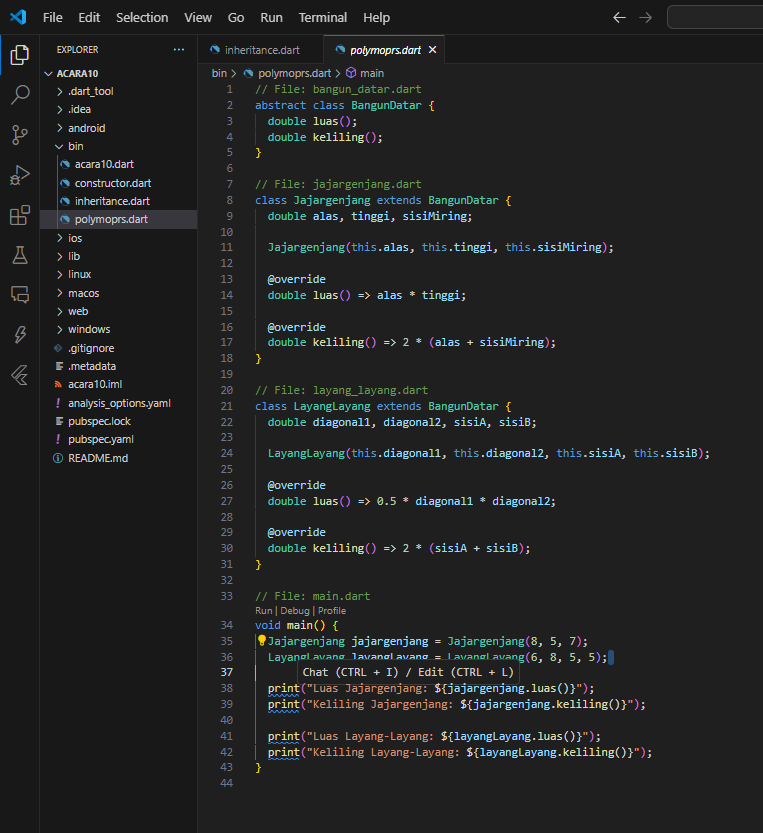 File Edit Selection View Go Run Terminal Help
EXPLORER
ACARA10
.dart_tool
.idea
android
bin
acara10.dart
constructor.dart
inheritance.dart
polymoprs.dart
ios
lib
linux
macos
web
windows
.gitignore
.metadata
acara10.iml
analysis_options.yaml
pubspec.lock
pubspec.yaml
README.md
inheritance.dart polymoprs.dart
bin > polymoprs.dart > main
1 // File: bangun_datar.dart
2 abstract class BangunDatar {
3 double luas();
4 double keliling();
5 }
6
7 // File: jajargenjang.dart
8 class Jajargenjang extends BangunDatar {
9 double alas, tinggi, sisiMiring;
10
11 Jajargenjang(this.alas, this.tinggi, this.sisiMiring);
12
13 @override
14 double luas() => alas * tinggi;
15
16 @override
17 double keliling() => 2 * (alas + sisiMiring);
18 }
19
20 // File: layang_layang.dart
21 class LayangLayang extends BangunDatar {
22 double diagonal1, diagonal2, sisiA, sisiB;
23
24 LayangLayang(this.diagonal1, this.diagonal2, this.sisiA, this.sisiB);
25
26 @override
27 double luas() => 0.5 * diagonal1 * diagonal2;
28
29 @override
30 double keliling() => 2 * (sisiA + sisiB);
31 }
32
33 // File: main.dart
Run | Debug | Profile
34 void main() {
35 Jajargenjang jajargenjang = Jajargenjang(8, 5, 7);
36 LayangLayang layangLayang = LayangLayang(6, 8, 5, 5);
37 Chat (CTRL + I) / Edit (CTRL + L)
38 print("Luas Jajargenjang: ${jajargenjang.luas()}");
39 print("Keliling Jajargenjang: ${jajargenjang.keliling()}");
40
41 print("Luas Layang-Layang: ${layangLayang.luas()}");
42 print("Keliling Layang-Layang: ${layangLayang.keliling()}");
43 }
44